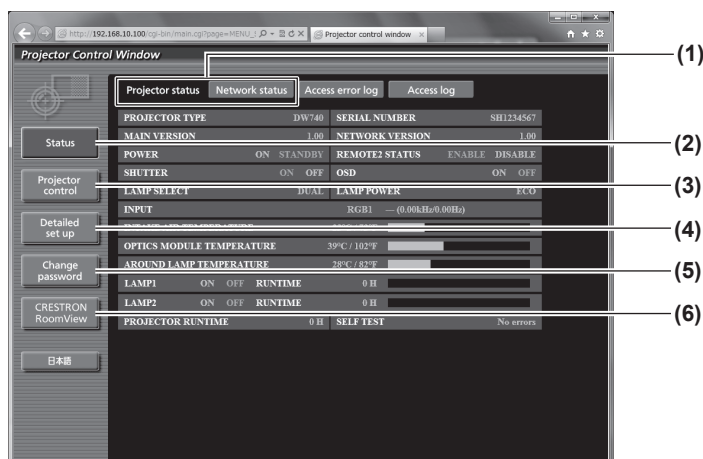 http://192.168.10.100/cgi-bin/main.cgi?page=MENU_S
Projector control window
Projector Control Window
(1)
Projector status Network status Access error log Access log
PROJECTOR TYPE DW740 SERIAL NUMBER SH1234567
MAIN VERSION 1.00 NETWORK VERSION 1.00
Status
(2)
POWER ON STANDBY REMOTE2 STATUS ENABLE DISABLE
SHUTTER ON OFF OSD ON OFF
Projector control
(3)
LAMP SELECT DUAL LAMP POWER ECO
INPUT RGB1 — (0.00kHz/0.00Hz)
Detailed set up
(4)
OPTICS MODULE TEMPERATURE 39°C / 102°F
AROUND LAMP TEMPERATURE 28°C / 82°F
Change password
(5)
LAMP1 ON OFF RUNTIME 0 H
LAMP2 ON OFF RUNTIME 0 H
CRESTRON RoomView
(6)
PROJECTOR RUNTIME 0 H SELF TEST No errors
日本語